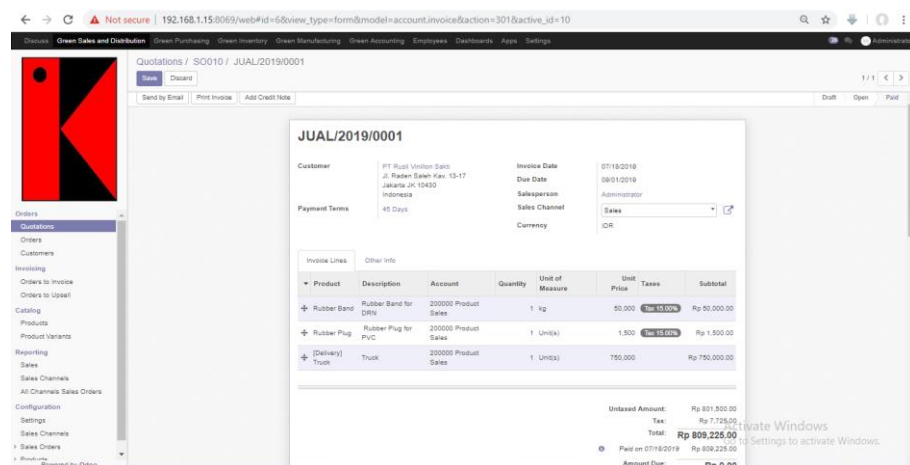 Not secure | 192.168.1.15:8069/web#id=6&view_type=form&model=account.invoice&action=301&active_id=10
Discuss Green Sales and Distribution Green Purchasing Green Inventory Green Manufacturing Green Accounting Employees Dashboards Apps Settings Administrato
Quotations / SO010 / JUAL/2019/0001
Save Discard 1/1
Send by Email Print Invoice Add Credit Note Draft Open Paid
Orders
Quotations
Orders
Customers
Invoicing
Orders to Invoice
Orders to Upsell
Catalog
Products
Product Variants
Reporting
Sales
Sales Channels
All Channels Sales Orders
Configuration
Settings
Sales Channels
Sales Orders
Products
Powered by Odoo
JUAL/2019/0001
Customer PT Rusli Vinilon Sakti
Jl. Raden Saleh Kav. 13-17
Jakarta JK 10430
Indonesia
Payment Terms 45 Days
Invoice Date 07/18/2019
Due Date 09/01/2019
Salesperson Administrator
Sales Channel Sales
Currency IDR
Invoice Lines Other Info
Product Description Account Quantity Unit of Measure Unit Price Taxes Subtotal
Rubber Band Rubber Band for DRN 200000 Product Sales 1 kg 50,000 Tax 15.00% Rp 50,000.00
Rubber Plug Rubber Plug for PVC 200000 Product Sales 1 Unit(s) 1,500 Tax 15.00% Rp 1,500.00
[Delivery] Truck Truck 200000 Product Sales 1 Unit(s) 750,000 Rp 750,000.00
Untaxed Amount: Rp 801,500.00
Tax: Rp 7,725.00
Total: Rp 809,225.00
Paid on 07/18/2019 Rp 809,225.00
Amount Due: Rp 0.00
Activate Windows
Go to Settings to activate Windows.